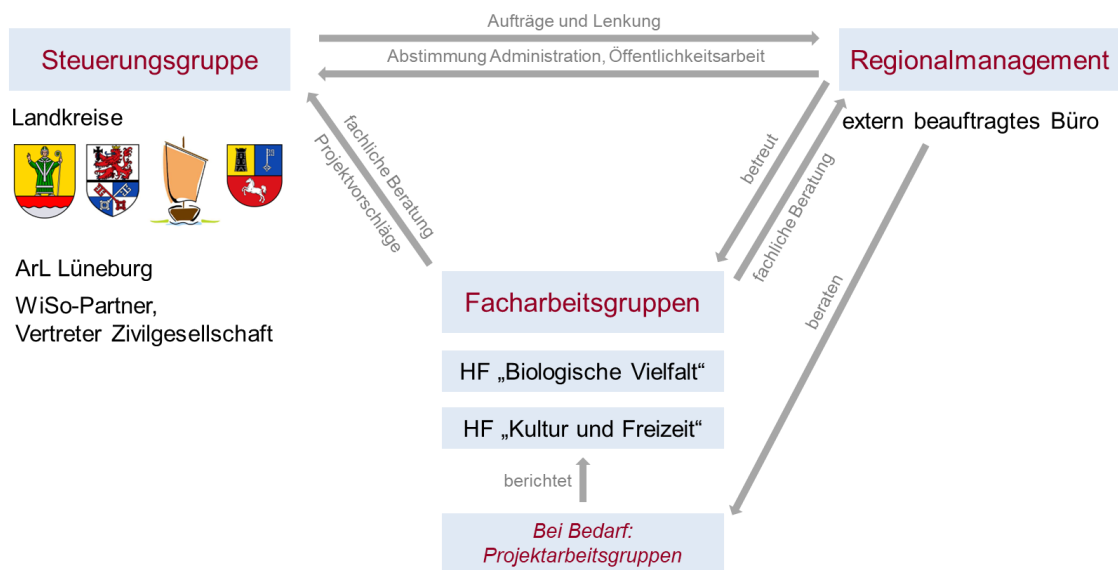 Aufträge und Lenkung
Steuerungsgruppe
Abstimmung Administration, Öffentlichkeitsarbeit
Regionalmanagement
Landkreise
extern beauftragtes Büro
fachliche Beratung
Projektvorschläge
betreut
fachliche Beratung
beraten
ArL Lüneburg
WiSo-Partner,
Vertreter Zivilgesellschaft
Facharbeitsgruppen
HF „Biologische Vielfalt“
HF „Kultur und Freizeit“
berichtet
Bei Bedarf:
Projektarbeitsgruppen